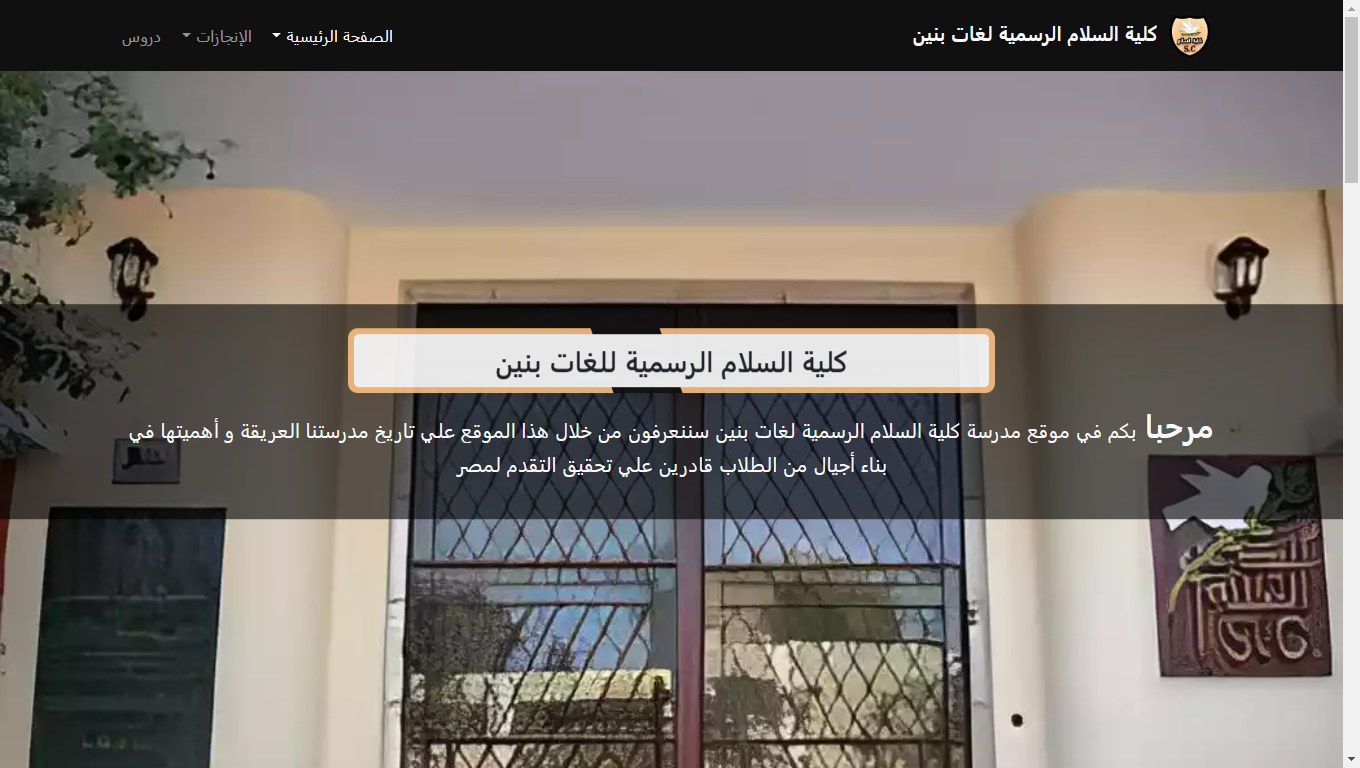 كلية السلام الرسمية لغات بنين
الصفحة الرئيسية
الإنجازات
دروس
كلية السلام الرسمية للغات بنين
مرحبا بكم في موقع مدرسة كلية السلام الرسمية لغات بنين سننعرفون من خلال هذا الموقع علي تاريخ مدرستنا العريقة و أهميتها في
بناء أجيال من الطلاب قادرين علي تحقيق التقدم لمصر
S.C